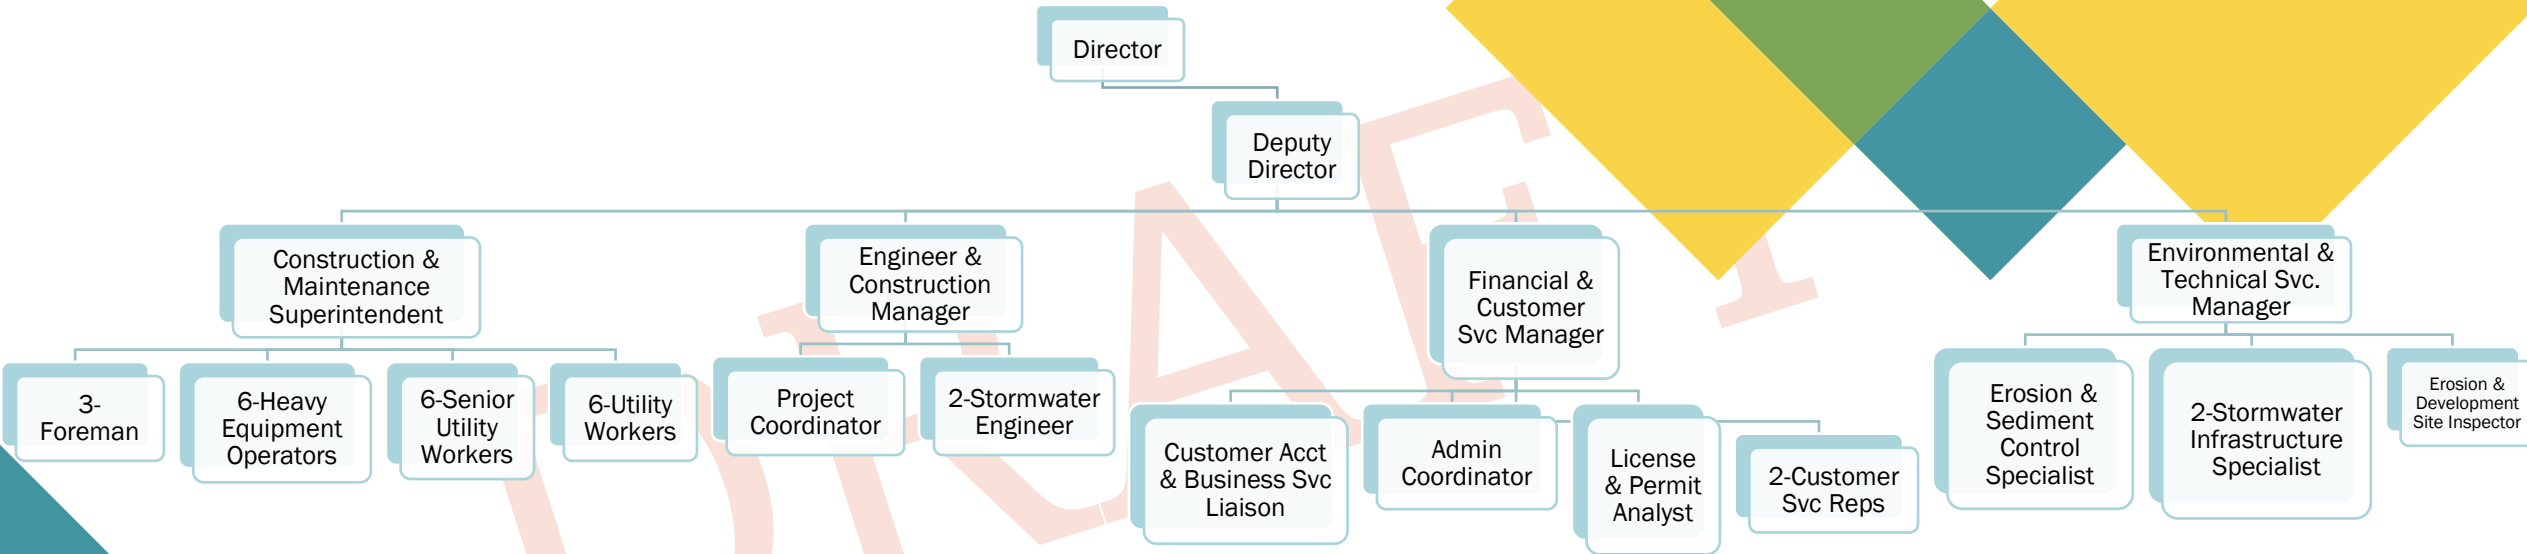 Director
Deputy
Director
Construction &
Maintenance
Superintendent
Engineer &
Construction
Manager
Financial &
Customer
Svc Manager
Environmental &
Technical Svc.
Manager
3-
Foreman
6-Heavy
Equipment
Operators
6-Senior
Utility
Workers
6-Utility
Workers
Project
Coordinator
2-Stormwater
Engineer
Customer Acct
& Business Svc
Liaison
Admin
Coordinator
License
& Permit
Analyst
2-Customer
Svc Reps
Erosion &
Sediment
Control
Specialist
2-Stormwater
Infrastructure
Specialist
Erosion &
Development
Site Inspector
DRAFT